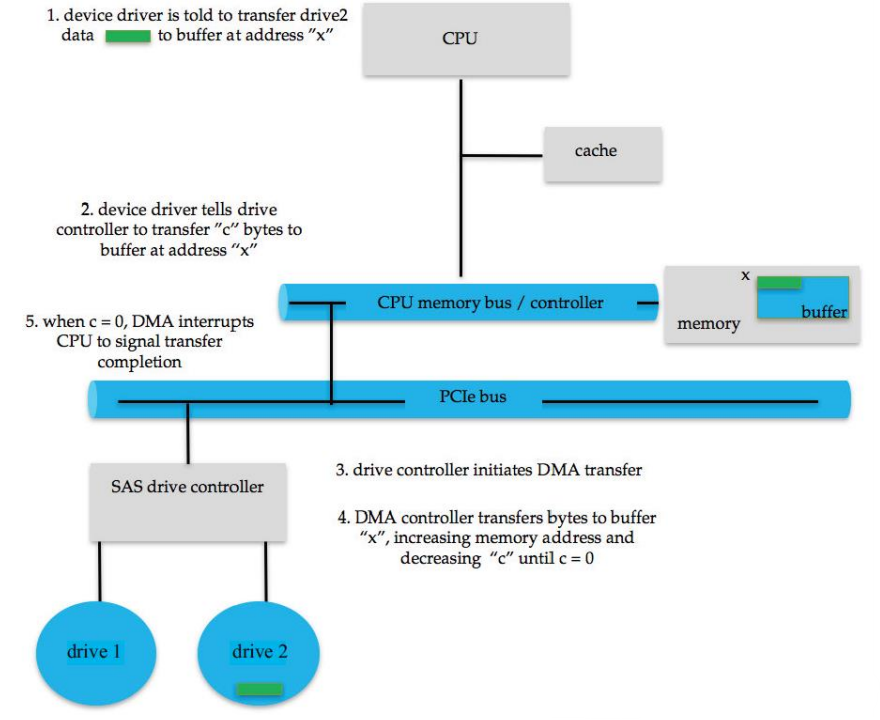 1. device driver is told to transfer drive2
data to buffer at address "x"
CPU
cache
2. device driver tells drive
controller to transfer "c" bytes to
buffer at address "x"
CPU memory bus / controller
x
buffer
memory
5. when c = 0, DMA interrupts
CPU to signal transfer
completion
PCIe bus
SAS drive controller
3. drive controller initiates DMA transfer
4. DMA controller transfers bytes to buffer
"x", increasing memory address and
decreasing "c" until c = 0
drive 1
drive 2